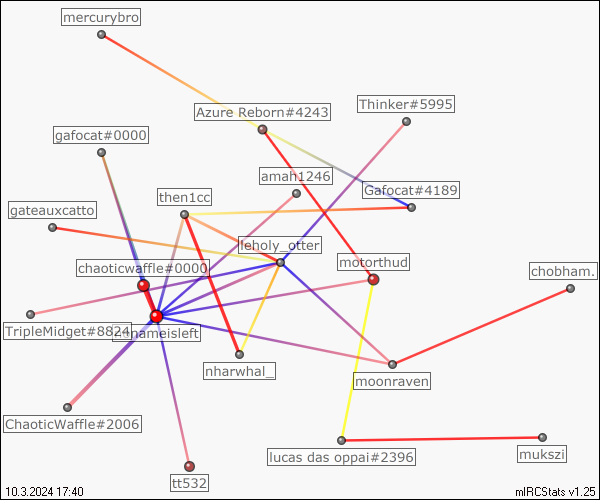 mercurybro
Azure Reborn#4243
Thinker#5995
gafocat#0000
amah1246
Gafocat#4189
then1cc
gateauxcatto
leholy_otter
chaoticwaffle#0000
motorthud
chobham.
TripleMidget#8824
nameisleft
nharwhal_
moonraven
ChaoticWaffle#2006
lucas das oppai#2396
mukszi
tt532
10.3.2024 17:40
mIRCStats v1.25